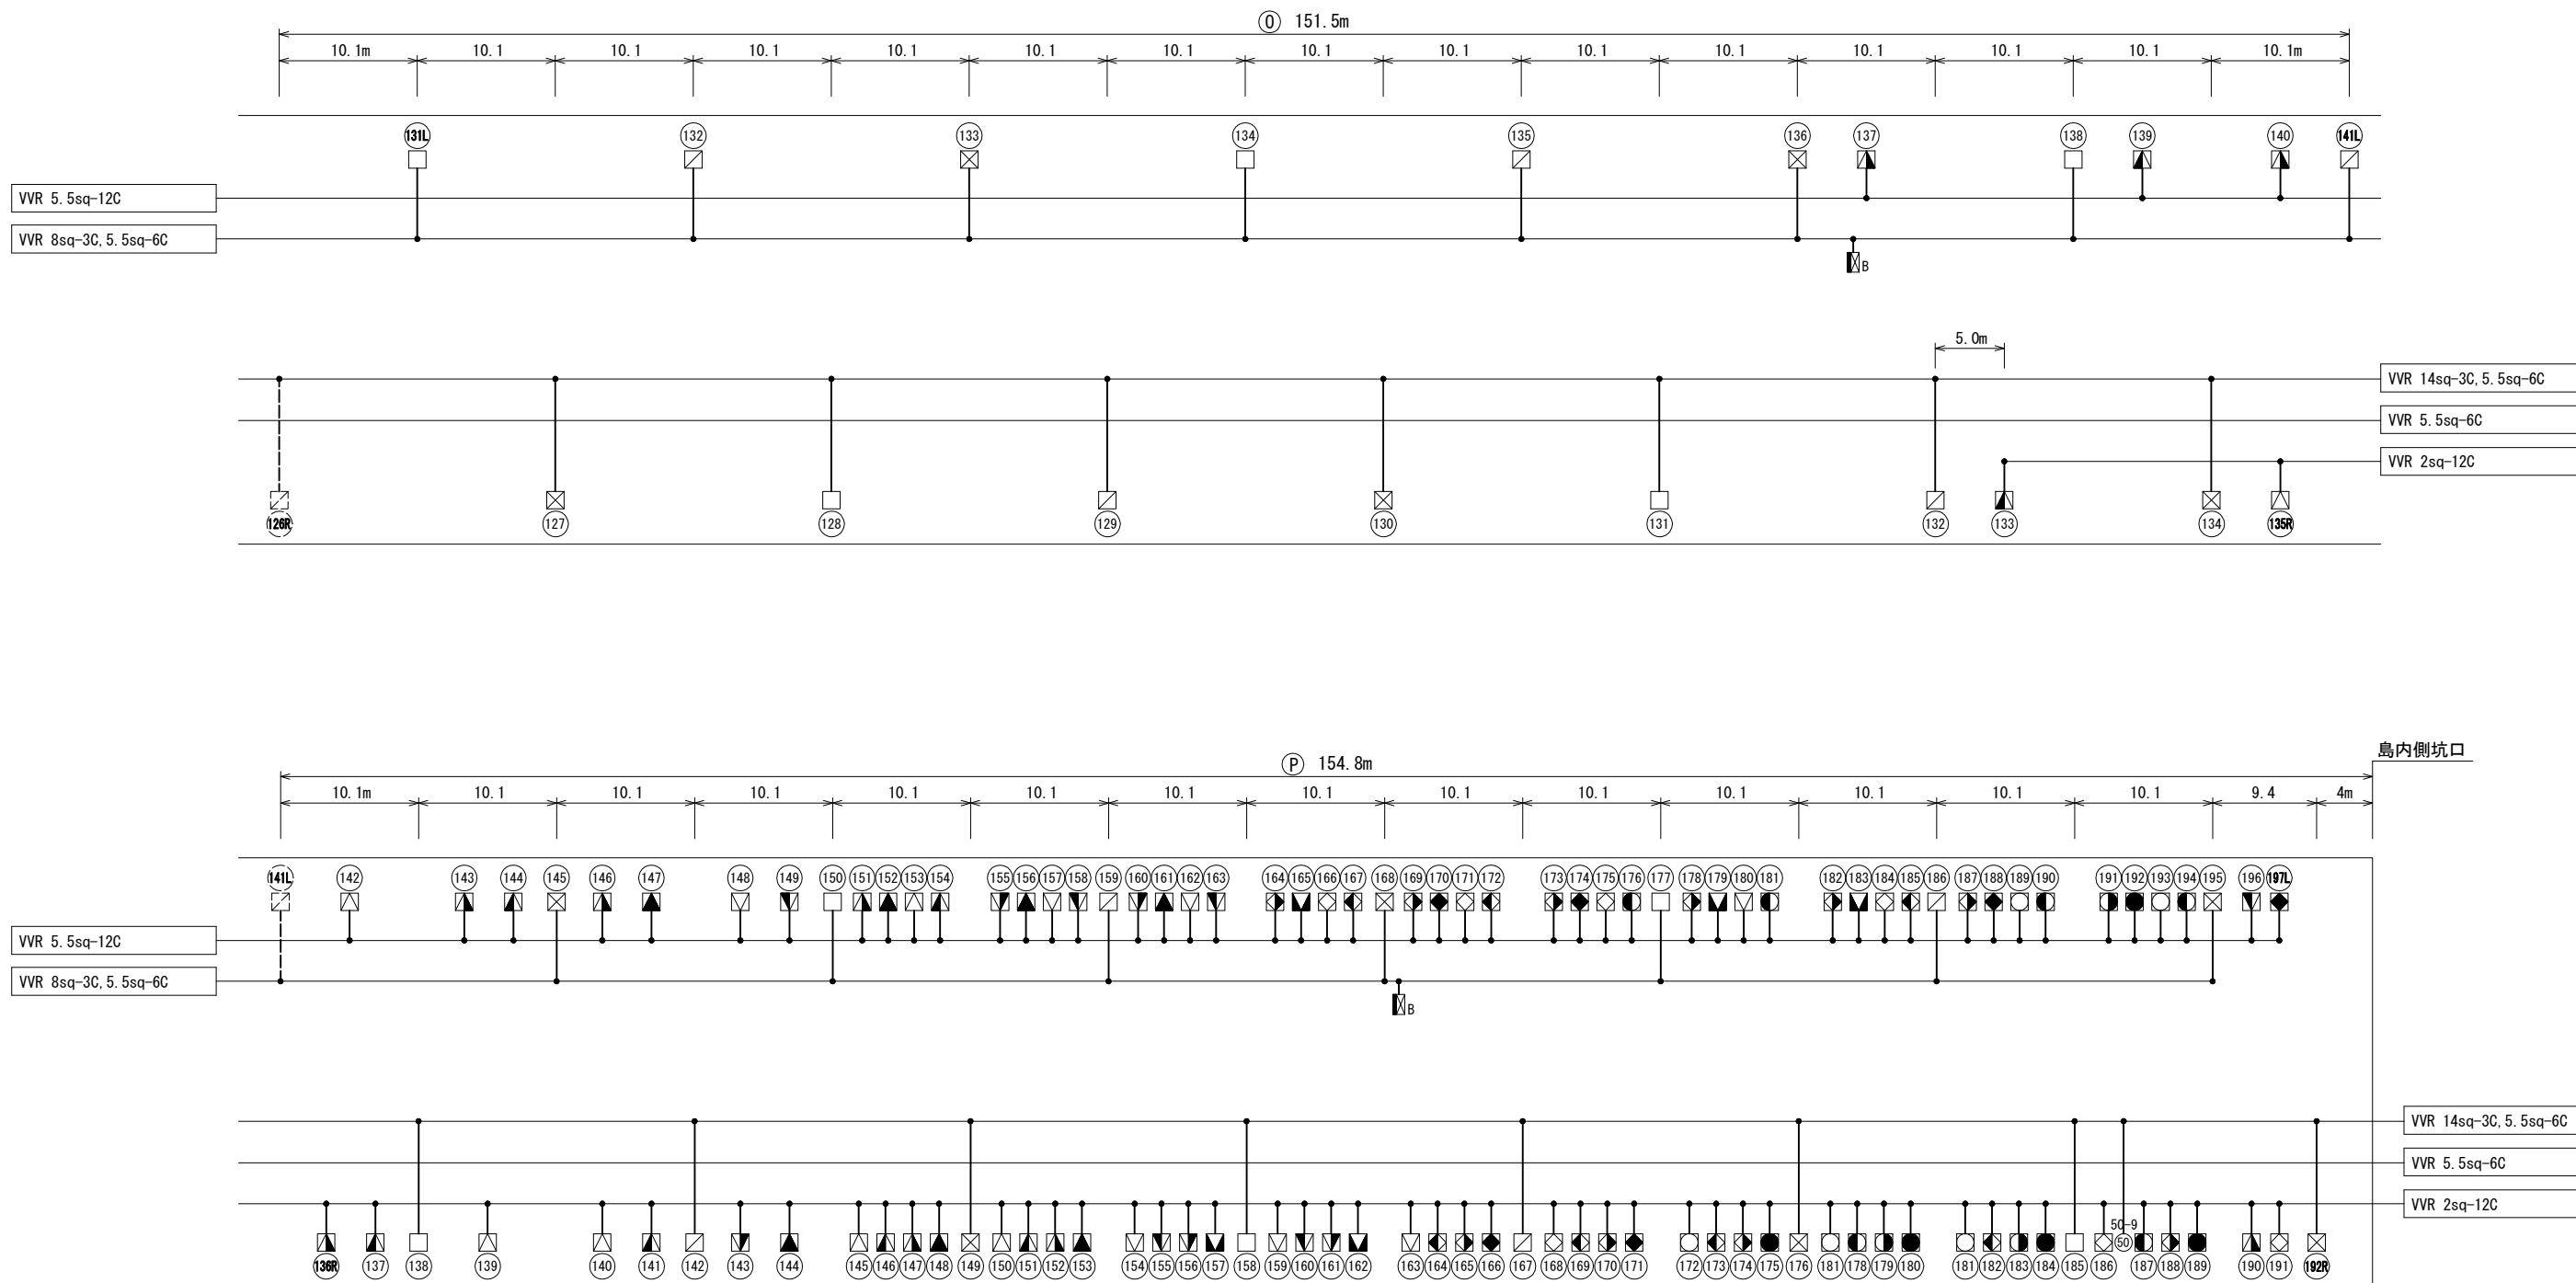 Ⓞ 151.5m
10.1m 10.1 10.1 10.1 10.1 10.1 10.1 10.1 10.1 10.1 10.1 10.1 10.1 10.1 10.1m
131L 132 133 134 135 136 137 138 139 140 141L
VVR 5.5sq-12C
VVR 8sq-3C,5.5sq-6C
B
5.0m
VVR 14sq-3C,5.5sq-6C
VVR 5.5sq-6C
VVR 2sq-12C
126R 127 128 129 130 131 132 133 134 135R
島内側坑口
Ⓟ 154.8m
10.1m 10.1 10.1 10.1 10.1 10.1 10.1 10.1 10.1 10.1 10.1 10.1 10.1 10.1 9.4 4m
141L 142 143 144 145 146 147 148 149 150 151 152 153 154 155 156 157 158 159 160 161 162 163 164 165 166 167 168 169 170 171 172 173 174 175 176 177 178 179 180 181 182 183 184 185 186 187 188 189 190 191 192 193 194 195 196 197L
VVR 5.5sq-12C
VVR 8sq-3C,5.5sq-6C
B
VVR 14sq-3C,5.5sq-6C
VVR 5.5sq-6C
VVR 2sq-12C
50-9
50
136R 137 138 139 140 141 142 143 144 145 146 147 148 149 150 151 152 153 154 155 156 157 158 159 160 161 162 163 164 165 166 167 168 169 170 171 172 173 174 175 176 181 178 179 180 181 182 183 184 185 186 187 188 189 190 191 192R